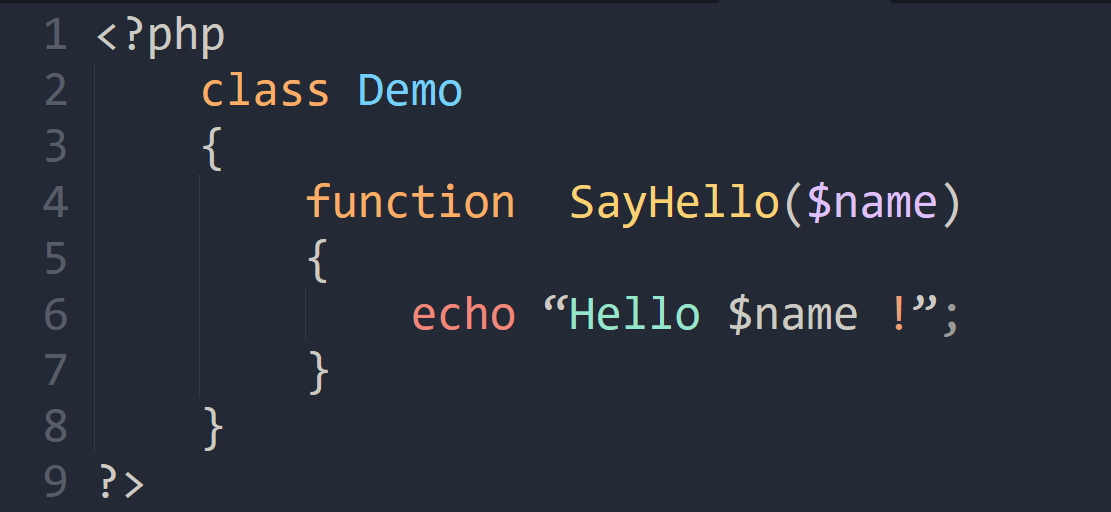 1 <?php
2     class Demo
3     {
4         function  SayHello($name)
5         {
6             echo “Hello $name !”;
7         }
8     }
9 ?>